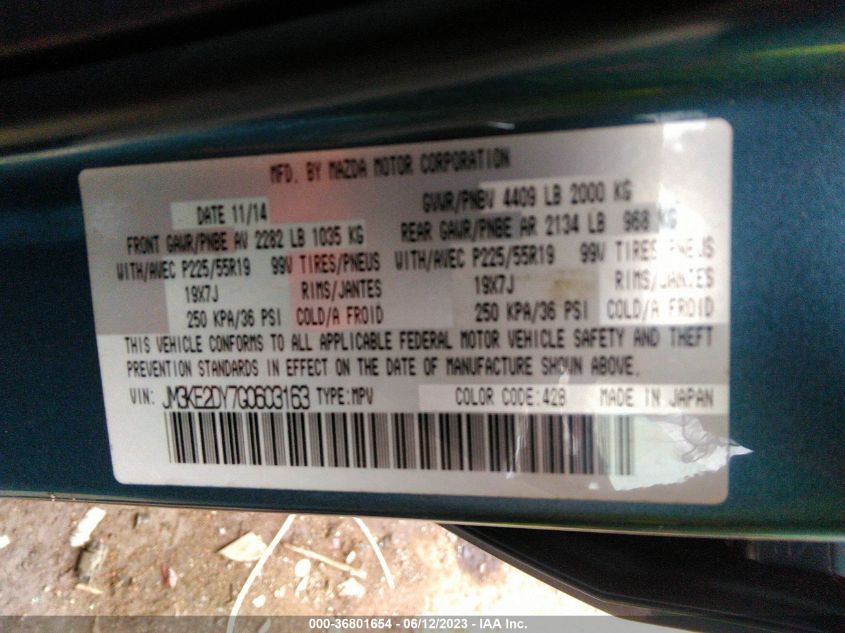 MFD. BY MAZDA MOTOR CORPORATION
DATE 11/14 GVWR/PNBV 4409 LB 2000 KG
FRONT GAWR/PNBE AV 2282 LB 1035 KG REAR GAWR/PNBE AR 2134 LB 968 KG
WITH/AVEC P225/55R19 99V TIRES/PNEUS WITH/AVEC P225/55R19 99V TIRES/PNEUS
19X7J RIMS/JANTES 19X7J RIMS/JANTES
250 KPA/36 PSI COLD/A FROID 250 KPA/36 PSI COLD/A FROID
THIS VEHICLE CONFORMS TO ALL APPLICABLE FEDERAL MOTOR VEHICLE SAFETY AND THEFT
PREVENTION STANDARDS IN EFFECT ON THE DATE OF MANUFACTURE SHOWN ABOVE.
VIN: JM3KE2DY7G0603163 TYPE:MPV COLOR CODE:42B MADE IN JAPAN
000-36801654 - 06/12/2023 - IAA Inc.